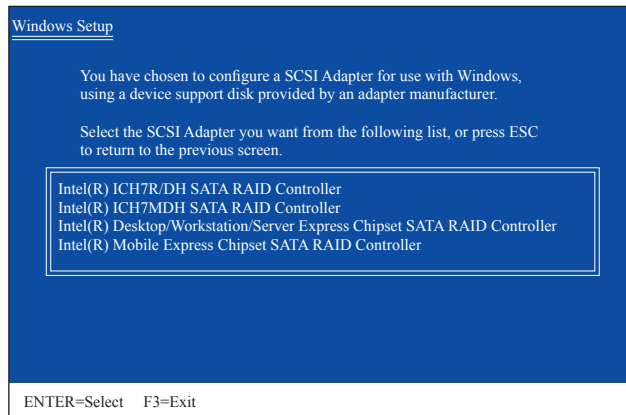 Windows Setup
You have chosen to configure a SCSI Adapter for use with Windows,
using a device support disk provided by an adapter manufacturer.
Select the SCSI Adapter you want from the following list, or press ESC
to return to the previous screen.
Intel(R) ICH7R/DH SATA RAID Controller
Intel(R) ICH7MDH SATA RAID Controller
Intel(R) Desktop/Workstation/Server Express Chipset SATA RAID Controller
Intel(R) Mobile Express Chipset SATA RAID Controller
ENTER=Select F3=Exit